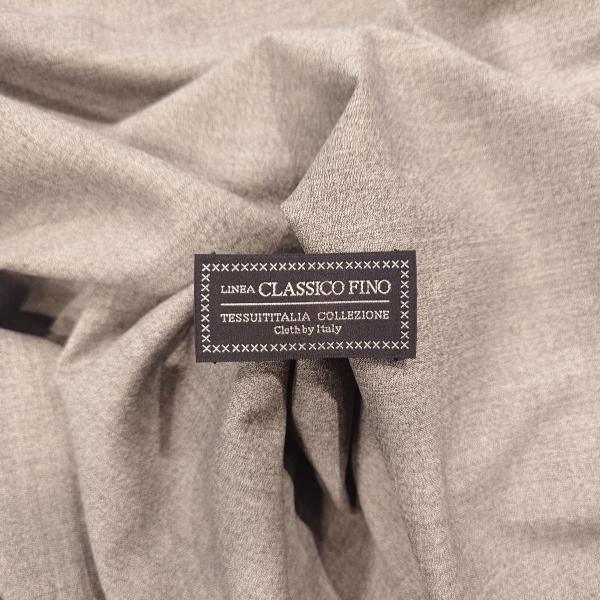 LINEA CLASSICO FINO
TESSUITITALIA COLLEZIONE
Cloth by Italy